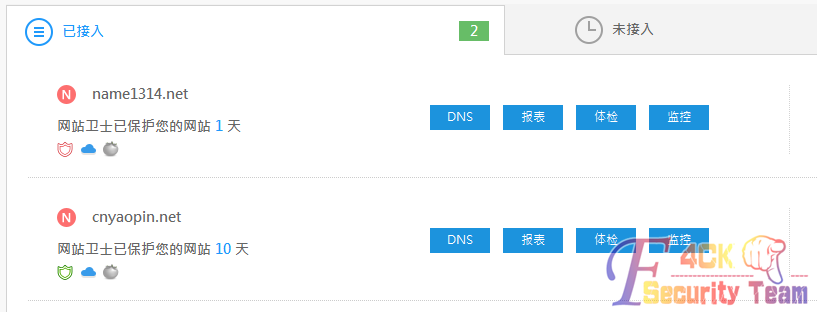 已接入 2 未接入
N name1314.net
网站卫士已保护您的网站 1 天
DNS 报表 体检 监控
N cnyaopin.net
网站卫士已保护您的网站 10 天
DNS 报表 体检 监控
F4CK
Security Team